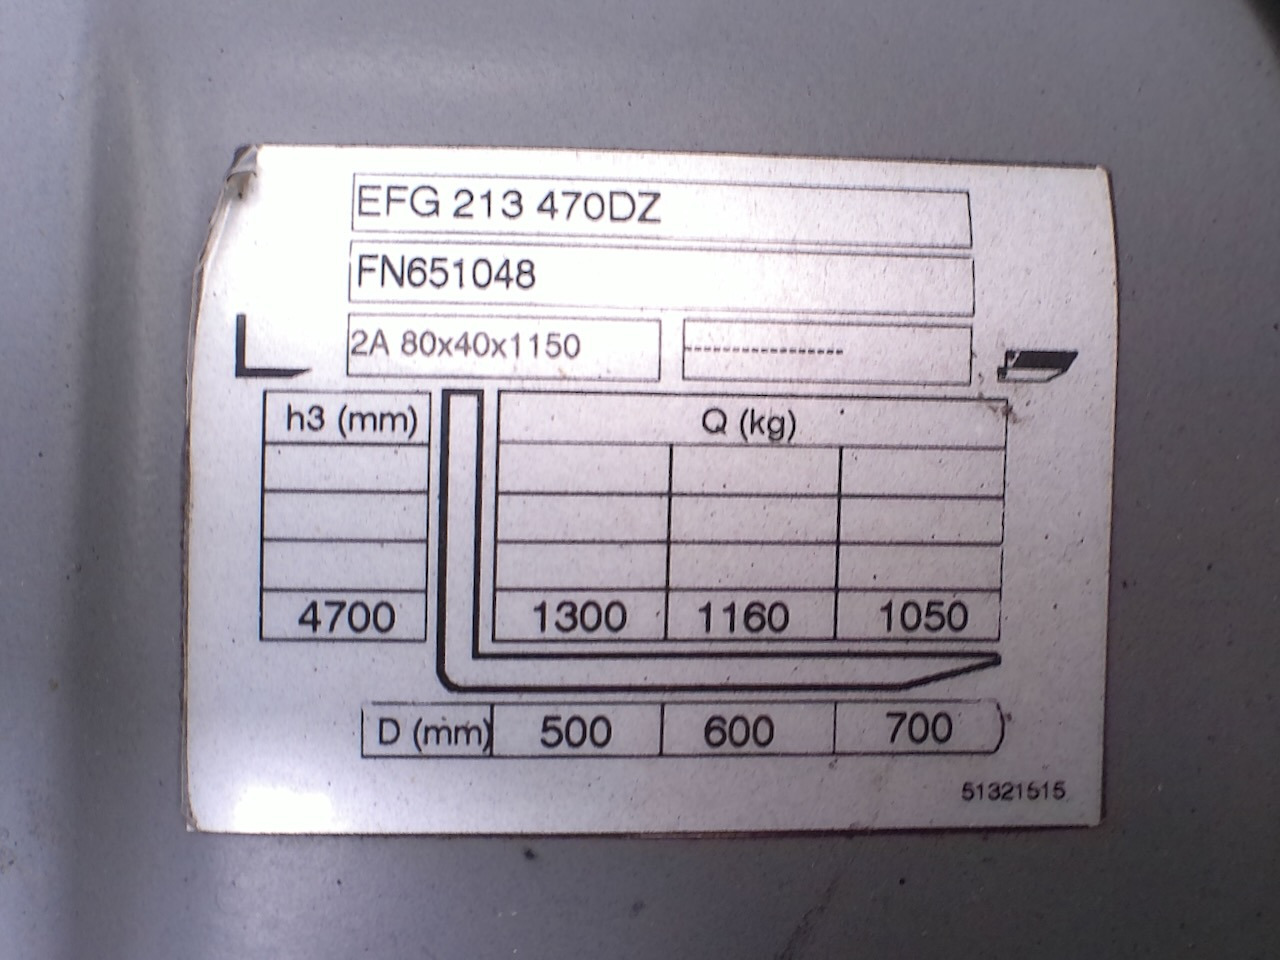 EFG 213 470DZ
FN651048
2A 80x40x1150 ---------------------
h3 (mm) Q (kg)
4700 1300 1160 1050
D (mm) 500 600 700
51321515